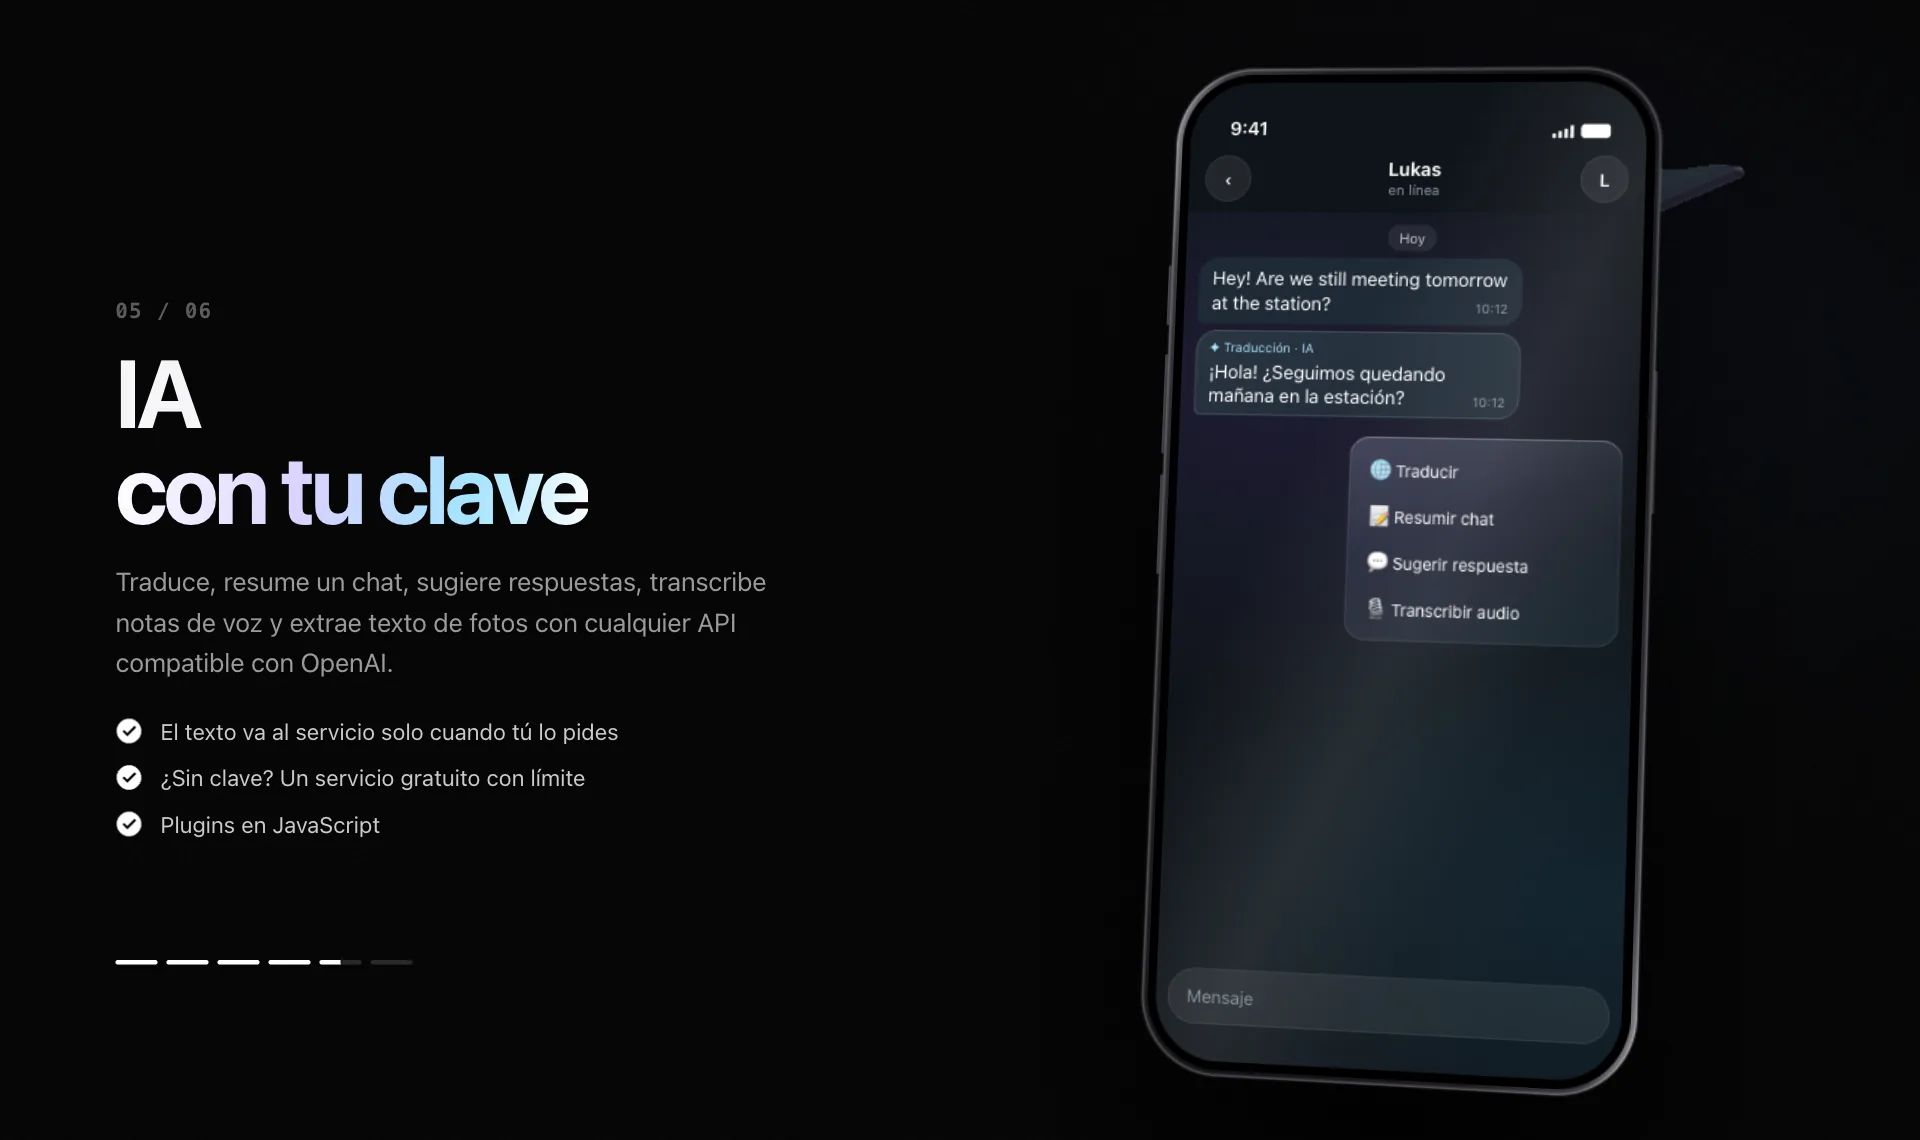 05 / 06
IA
con tu clave
Traduce, resume un chat, sugiere respuestas, transcribe
notas de voz y extrae texto de fotos con cualquier API
compatible con OpenAI.
El texto va al servicio solo cuando tú lo pides
¿Sin clave? Un servicio gratuito con límite
Plugins en JavaScript
9:41
‹
Lukas
en línea
L
Hoy
Hey! Are we still meeting tomorrow
at the station?
10:12
✦ Traducción · IA
¡Hola! ¿Seguimos quedando
mañana en la estación?
10:12
Traducir
Resumir chat
Sugerir respuesta
Transcribir audio
Mensaje